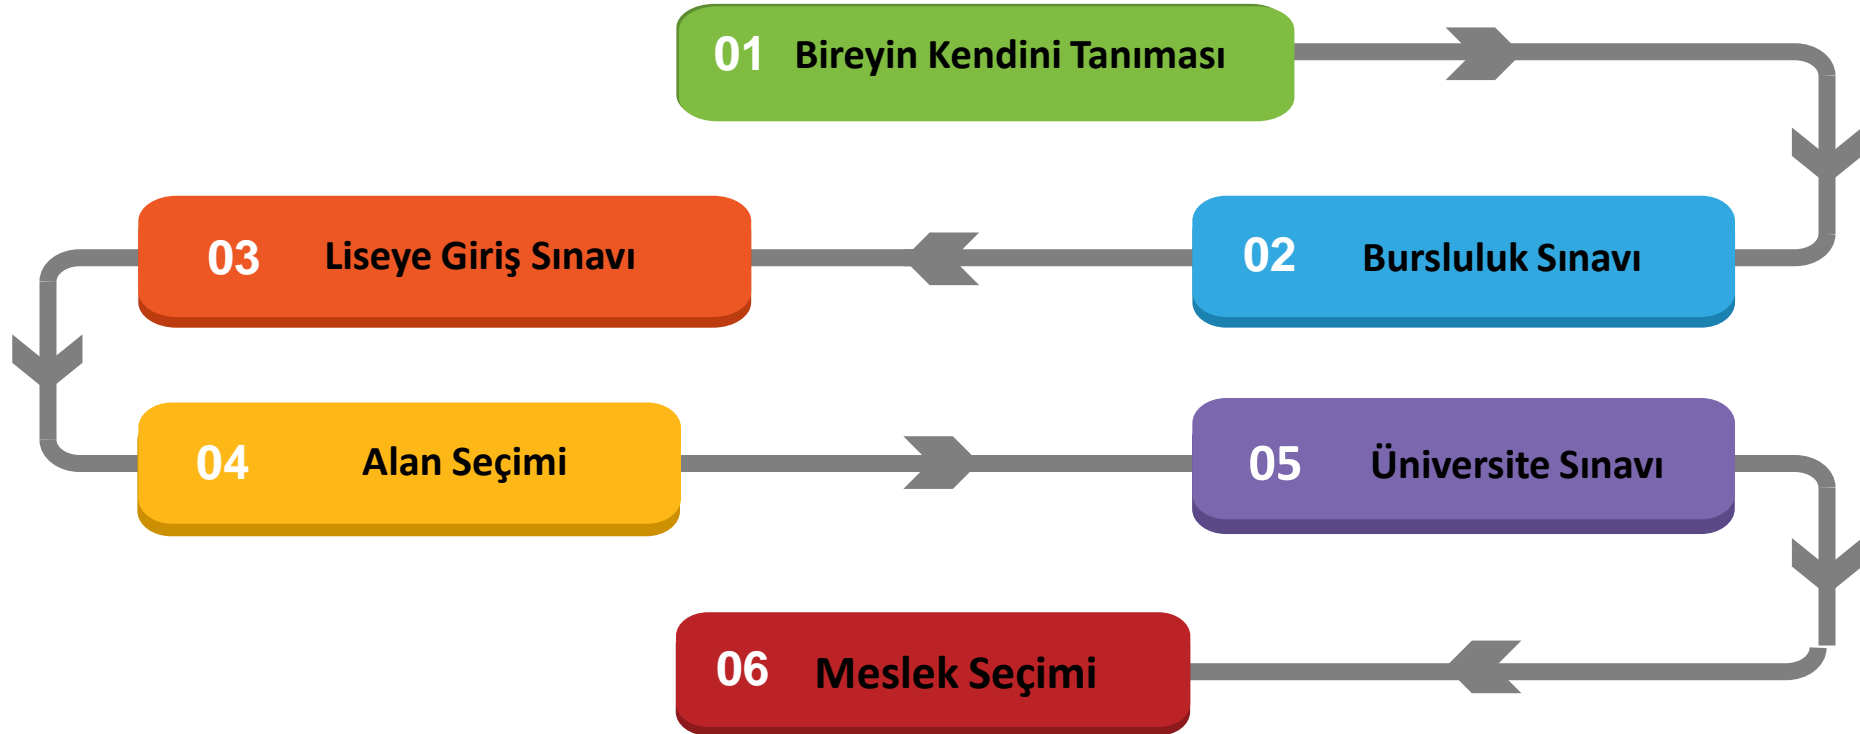 01 Bireyin Kendini Tanıması
02 Bursluluk Sınavı
03 Liseye Giriş Sınavı
04 Alan Seçimi
05 Üniversite Sınavı
06 Meslek Seçimi